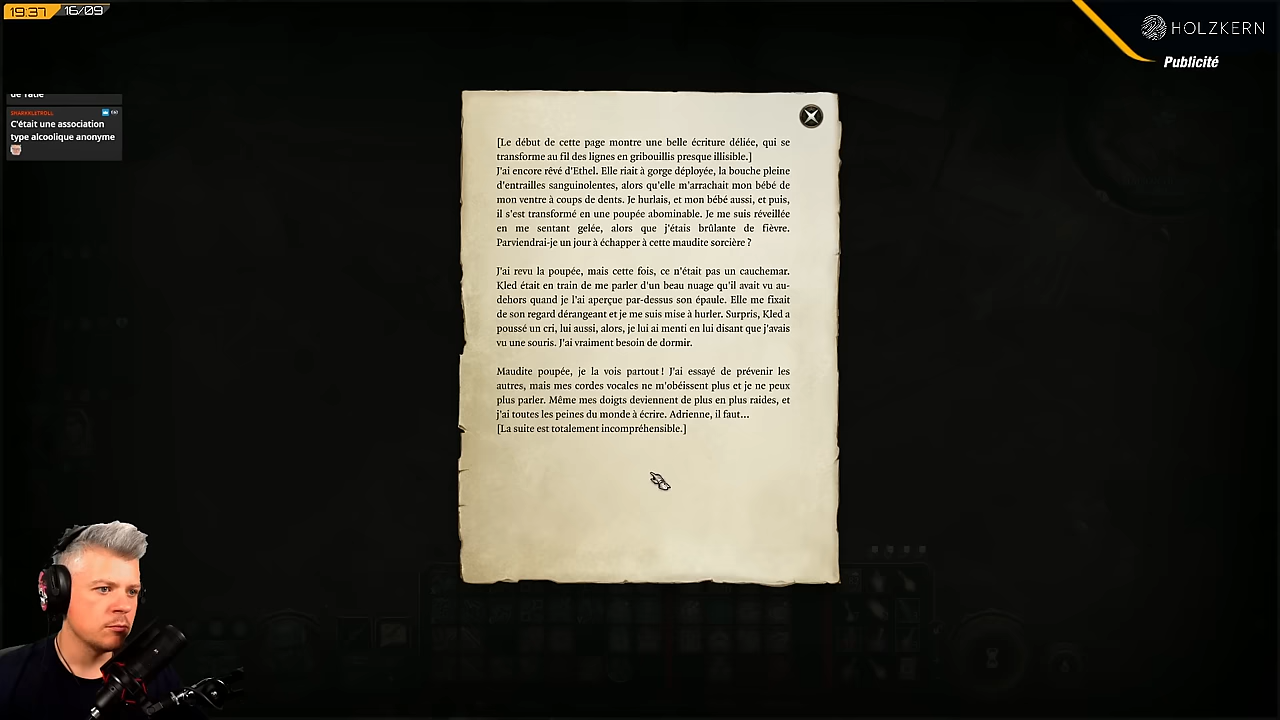 19:37 16/09
HOLZKERN
Publicité
C'était une association
type alcoolique anonyme
[Le début de cette page montre une belle écriture déliée, qui se
transforme au fil des lignes en gribouillis presque illisible.]
J'ai encore rêvé d'Ethel. Elle riait à gorge déployée, la bouche pleine
d'entrailles sanguinolentes, alors qu'elle m'arrachait mon bébé de
mon ventre à coups de dents. Je hurlais, et mon bébé aussi, et puis,
il s'est transformé en une poupée abominable. Je me suis réveillée
en me sentant gelée, alors que j'étais brûlante de fièvre.
Parviendrai-je un jour à échapper à cette maudite sorcière ?
J'ai revu la poupée, mais cette fois, ce n'était pas un cauchemar.
Kled était en train de me parler d'un beau nuage qu'il avait vu au-
dehors quand je l'ai aperçue par-dessus son épaule. Elle me fixait
de son regard dérangeant et je me suis mise à hurler. Surpris, Kled a
poussé un cri, lui aussi, alors, je lui ai menti en lui disant que j'avais
vu une souris. J'ai vraiment besoin de dormir.
Maudite poupée, je la vois partout ! J'ai essayé de prévenir les
autres, mais mes cordes vocales ne m'obéissent plus et je ne peux
plus parler. Même mes doigts deviennent de plus en plus raides, et
j'ai toutes les peines du monde à écrire. Adrienne, il faut...
[La suite est totalement incompréhensible.]